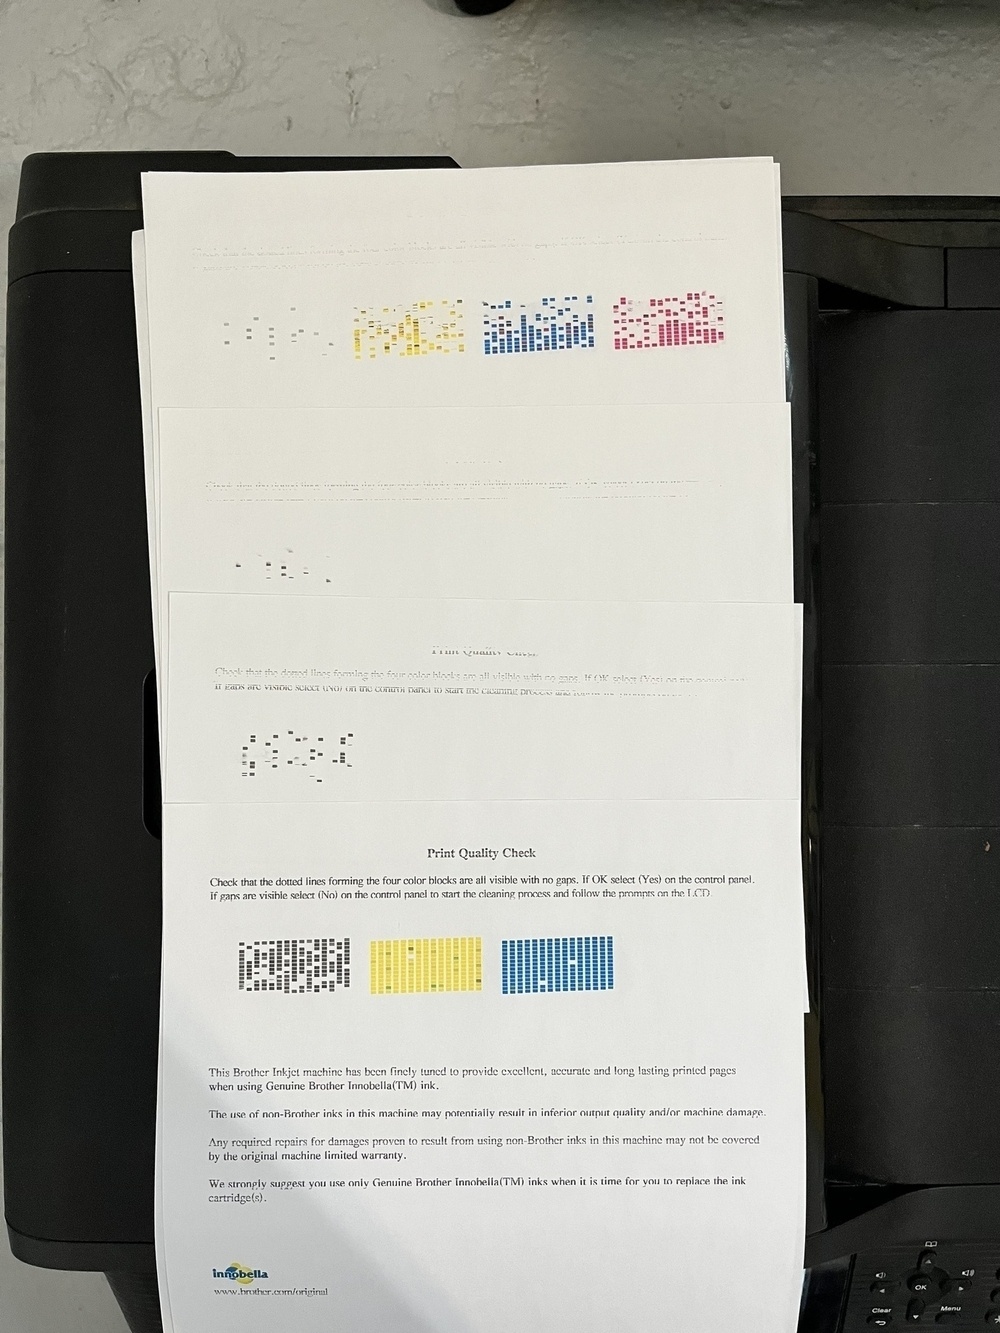 Print Quality
Check that the dotted lines forming the four color blocks are all visible with no gaps. If OK select (Yes) on the control
If gaps are visible select (No) on the control panel to start the cleaning process and
Print Quality Check
Check that the dotted lines forming the four color blocks are all visible with no gaps. If OK select (Yes) on the control panel.
If gaps are visible select (No) on the control panel to start the cleaning process and follow the prompts on the LCD.
This Brother Inkjet machine has been finely tuned to provide excellent, accurate and long lasting printed pages
when using Genuine Brother Innobella(TM) ink.
The use of non-Brother inks in this machine may potentially result in inferior output quality and/or machine damage.
Any required repairs for damages proven to result from using non-Brother inks in this machine may not be covered
by the original machine limited warranty.
We strongly suggest you use only Genuine Brother Innobella(TM) inks when it is time for you to replace the ink
cartridge(s).
innobella
www.brother.com/original
OK
Clear
Menu